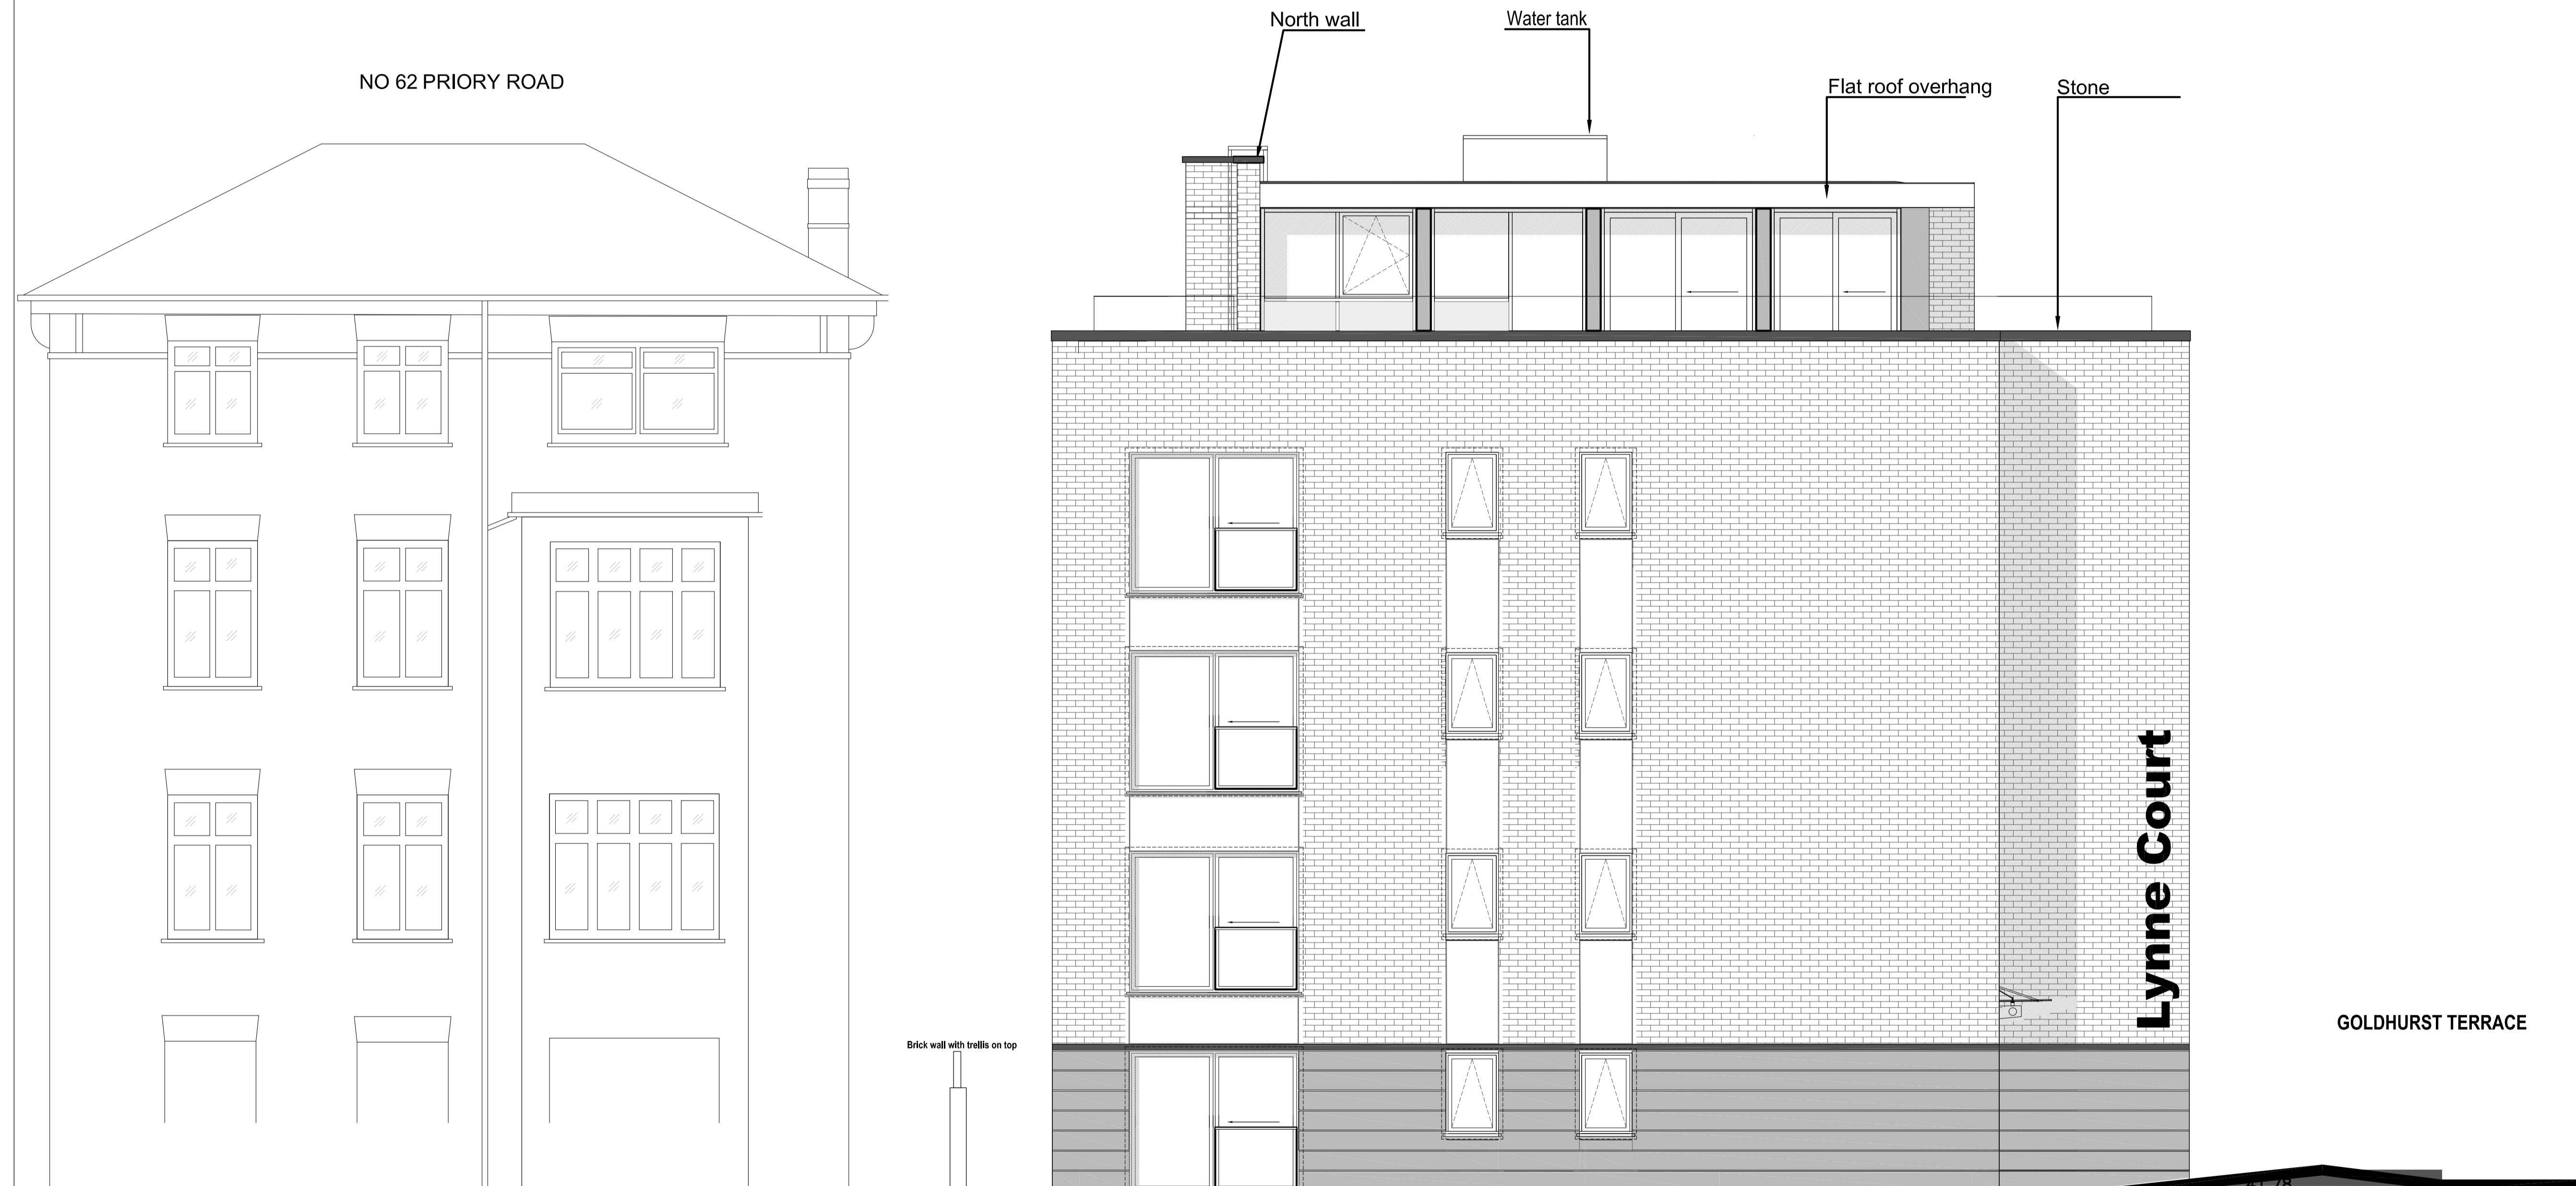 North wall
Water tank
NO 62 PRIORY ROAD
Flat roof overhang
Stone
Lynne Court
GOLDHURST TERRACE
Brick wall with trellis on top